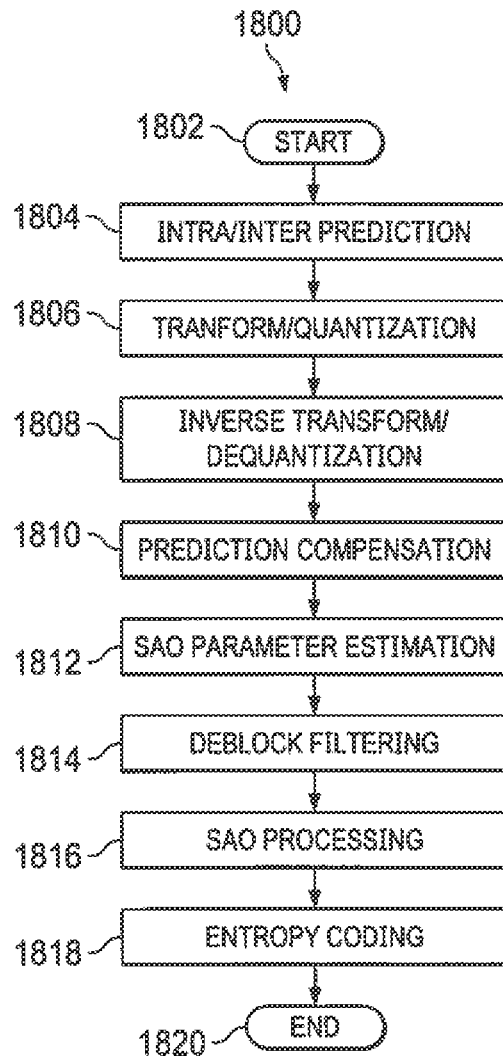 1800
1802
START
1804
INTRA/INTER PREDICTION
1806
TRANFORM/QUANTIZATION
1808
INVERSE TRANSFORM/
DEQUANTIZATION
1810
PREDICTION COMPENSATION
1812
SAO PARAMETER ESTIMATION
1814
DEBLOCK FILTERING
1816
SAO PROCESSING
1818
ENTROPY CODING
1820
END